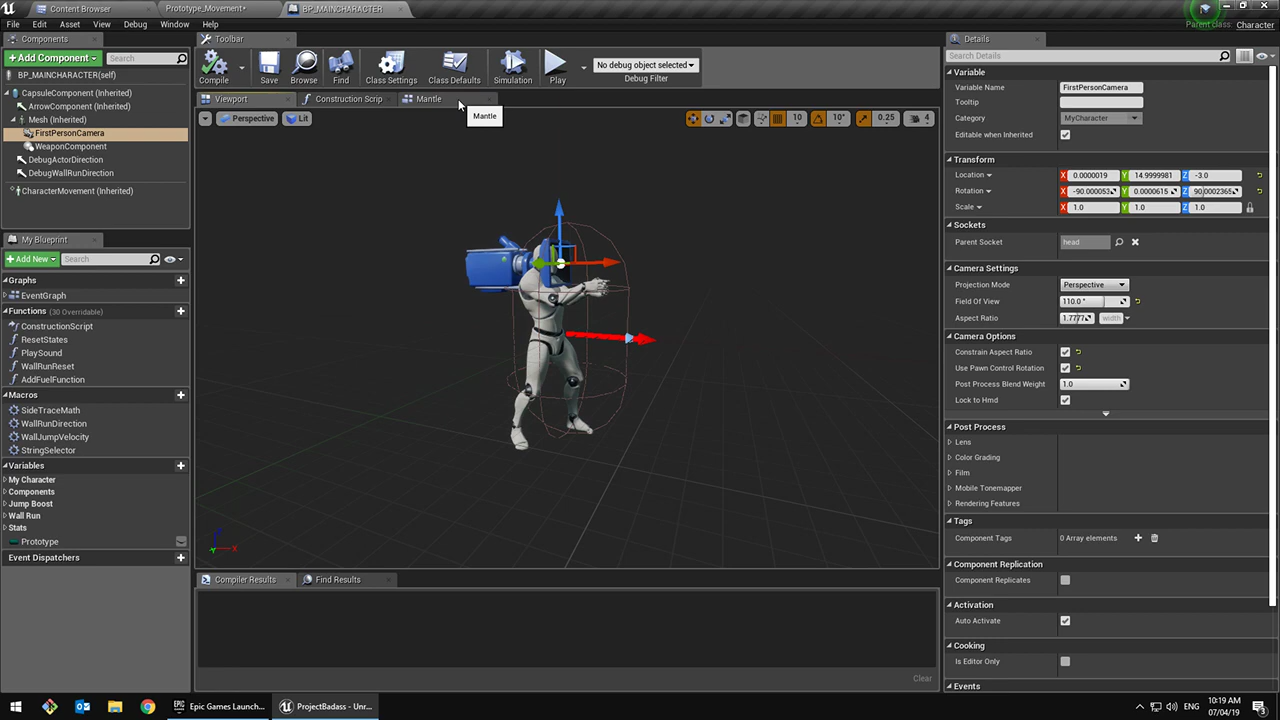 Content Browser
Prototype_Movement*
BP_MAINCHARACTER
File Edit Asset View Debug Window Help
Parent class: Character
Components
Toolbar
Details
Add Component
Search
Compile
Save
Browse
Find
Class Settings
Class Defaults
Simulation
Play
No debug object selected
Debug Filter
Search Details
BP_MAINCHARACTER(self)
CapsuleComponent (Inherited)
ArrowComponent (Inherited)
Mesh (Inherited)
FirstPersonCamera
WeaponComponent
DebugActorDirection
DebugWallRunDirection
CharacterMovement (Inherited)
Viewport
Construction Scrip
Mantle
Mantle
Perspective
Lit
10
10°
0.25
4
Variable
Variable Name FirstPersonCamera
Tooltip
Category MyCharacter
Editable when Inherited
Transform
Location X 0.0000019 Y 14.9999981 Z -3.0
Rotation X -90.000053 Y 0.0000615 Z 90.0002365
Scale X 1.0 Y 1.0 Z 1.0
Sockets
Parent Socket head
Camera Settings
Projection Mode Perspective
Field Of View 110.0 °
Aspect Ratio 1.7777 width
Camera Options
Constrain Aspect Ratio
Use Pawn Control Rotation
Post Process Blend Weight 1.0
Lock to Hmd
Post Process
Lens
Color Grading
Film
Mobile Tonemapper
Rendering Features
Tags
Component Tags 0 Array elements
Component Replication
Component Replicates
Activation
Auto Activate
Cooking
Is Editor Only
Events
My Blueprint
Add New
Search
Graphs
EventGraph
Functions (30 Overridable)
ConstructionScript
ResetStates
PlaySound
WallRunReset
AddFuelFunction
Macros
SideTraceMath
WallRunDirection
WallJumpVelocity
StringSelector
Variables
My Character
Components
Jump Boost
Wall Run
Stats
Prototype
Event Dispatchers
Compiler Results
Find Results
Clear
Epic Games Launch...
ProjectBadass - Unr...
ENG
10:19 AM
07/04/19